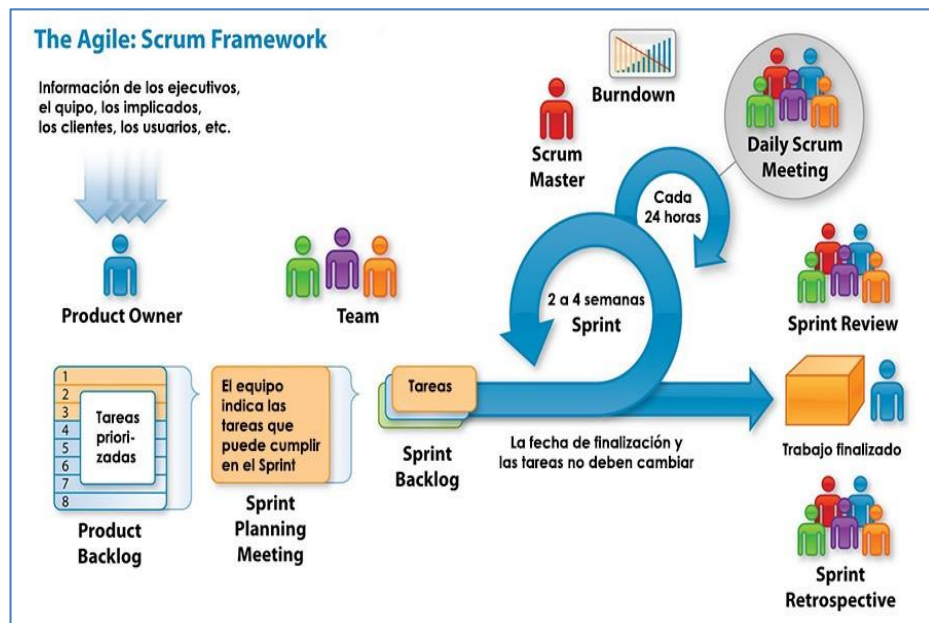 The Agile: Scrum Framework
Información de los ejecutivos,
el quipo, los implicados,
los clientes, los usuarios, etc.
Product Owner
Team
Scrum
Master
Burndown
Daily Scrum
Meeting
Cada
24 horas
2 a 4 semanas
Sprint
Sprint Review
1
2
3
4
5
6
7
8
Tareas
priori-
zadas
Product
Backlog
El equipo
indica las
tareas que
puede cumplir
en el Sprint
Sprint
Planning
Meeting
Tareas
Sprint
Backlog
La fecha de finalización y
las tareas no deben cambiar
Trabajo finalizado
Sprint
Retrospective